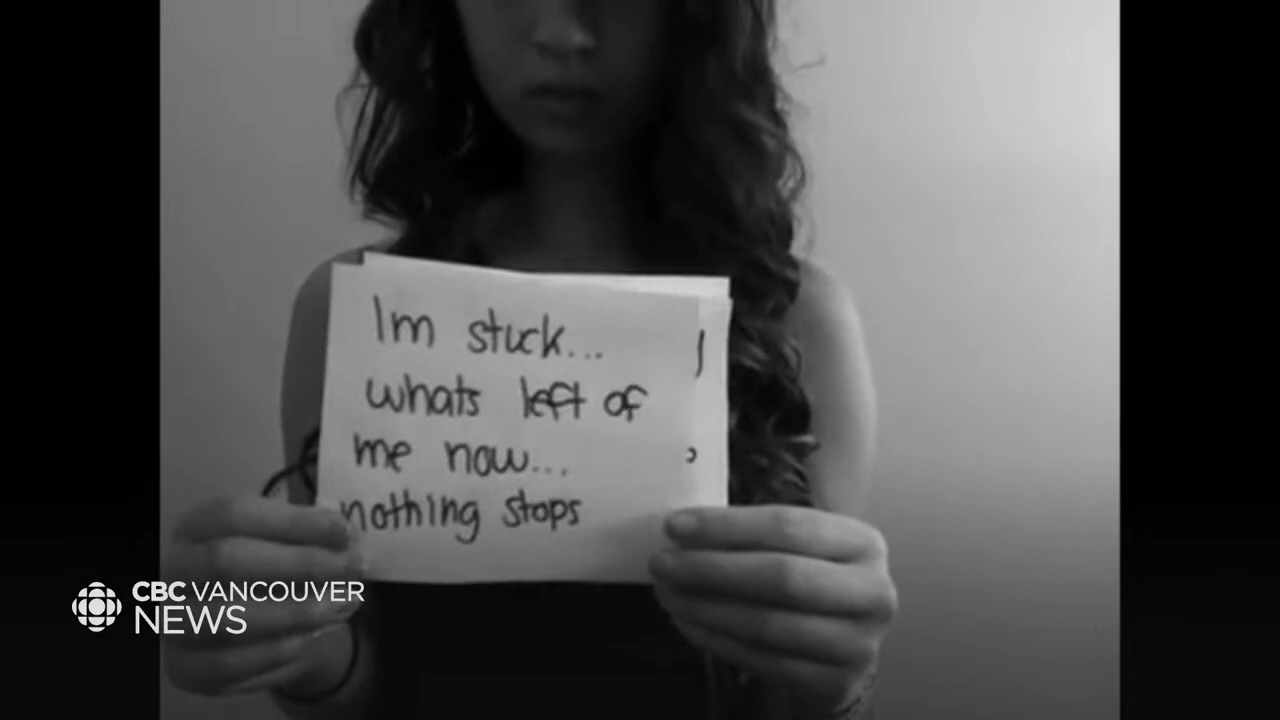 Im stuck...
whats left of
me now...
nothing stops
CBC VANCOUVER
NEWS